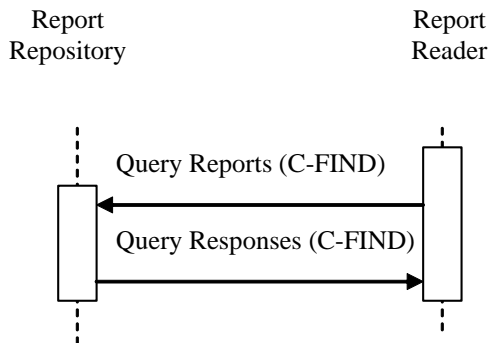 Report
Repository
Report
Reader
Query Reports (C-FIND)
Query Responses (C-FIND)